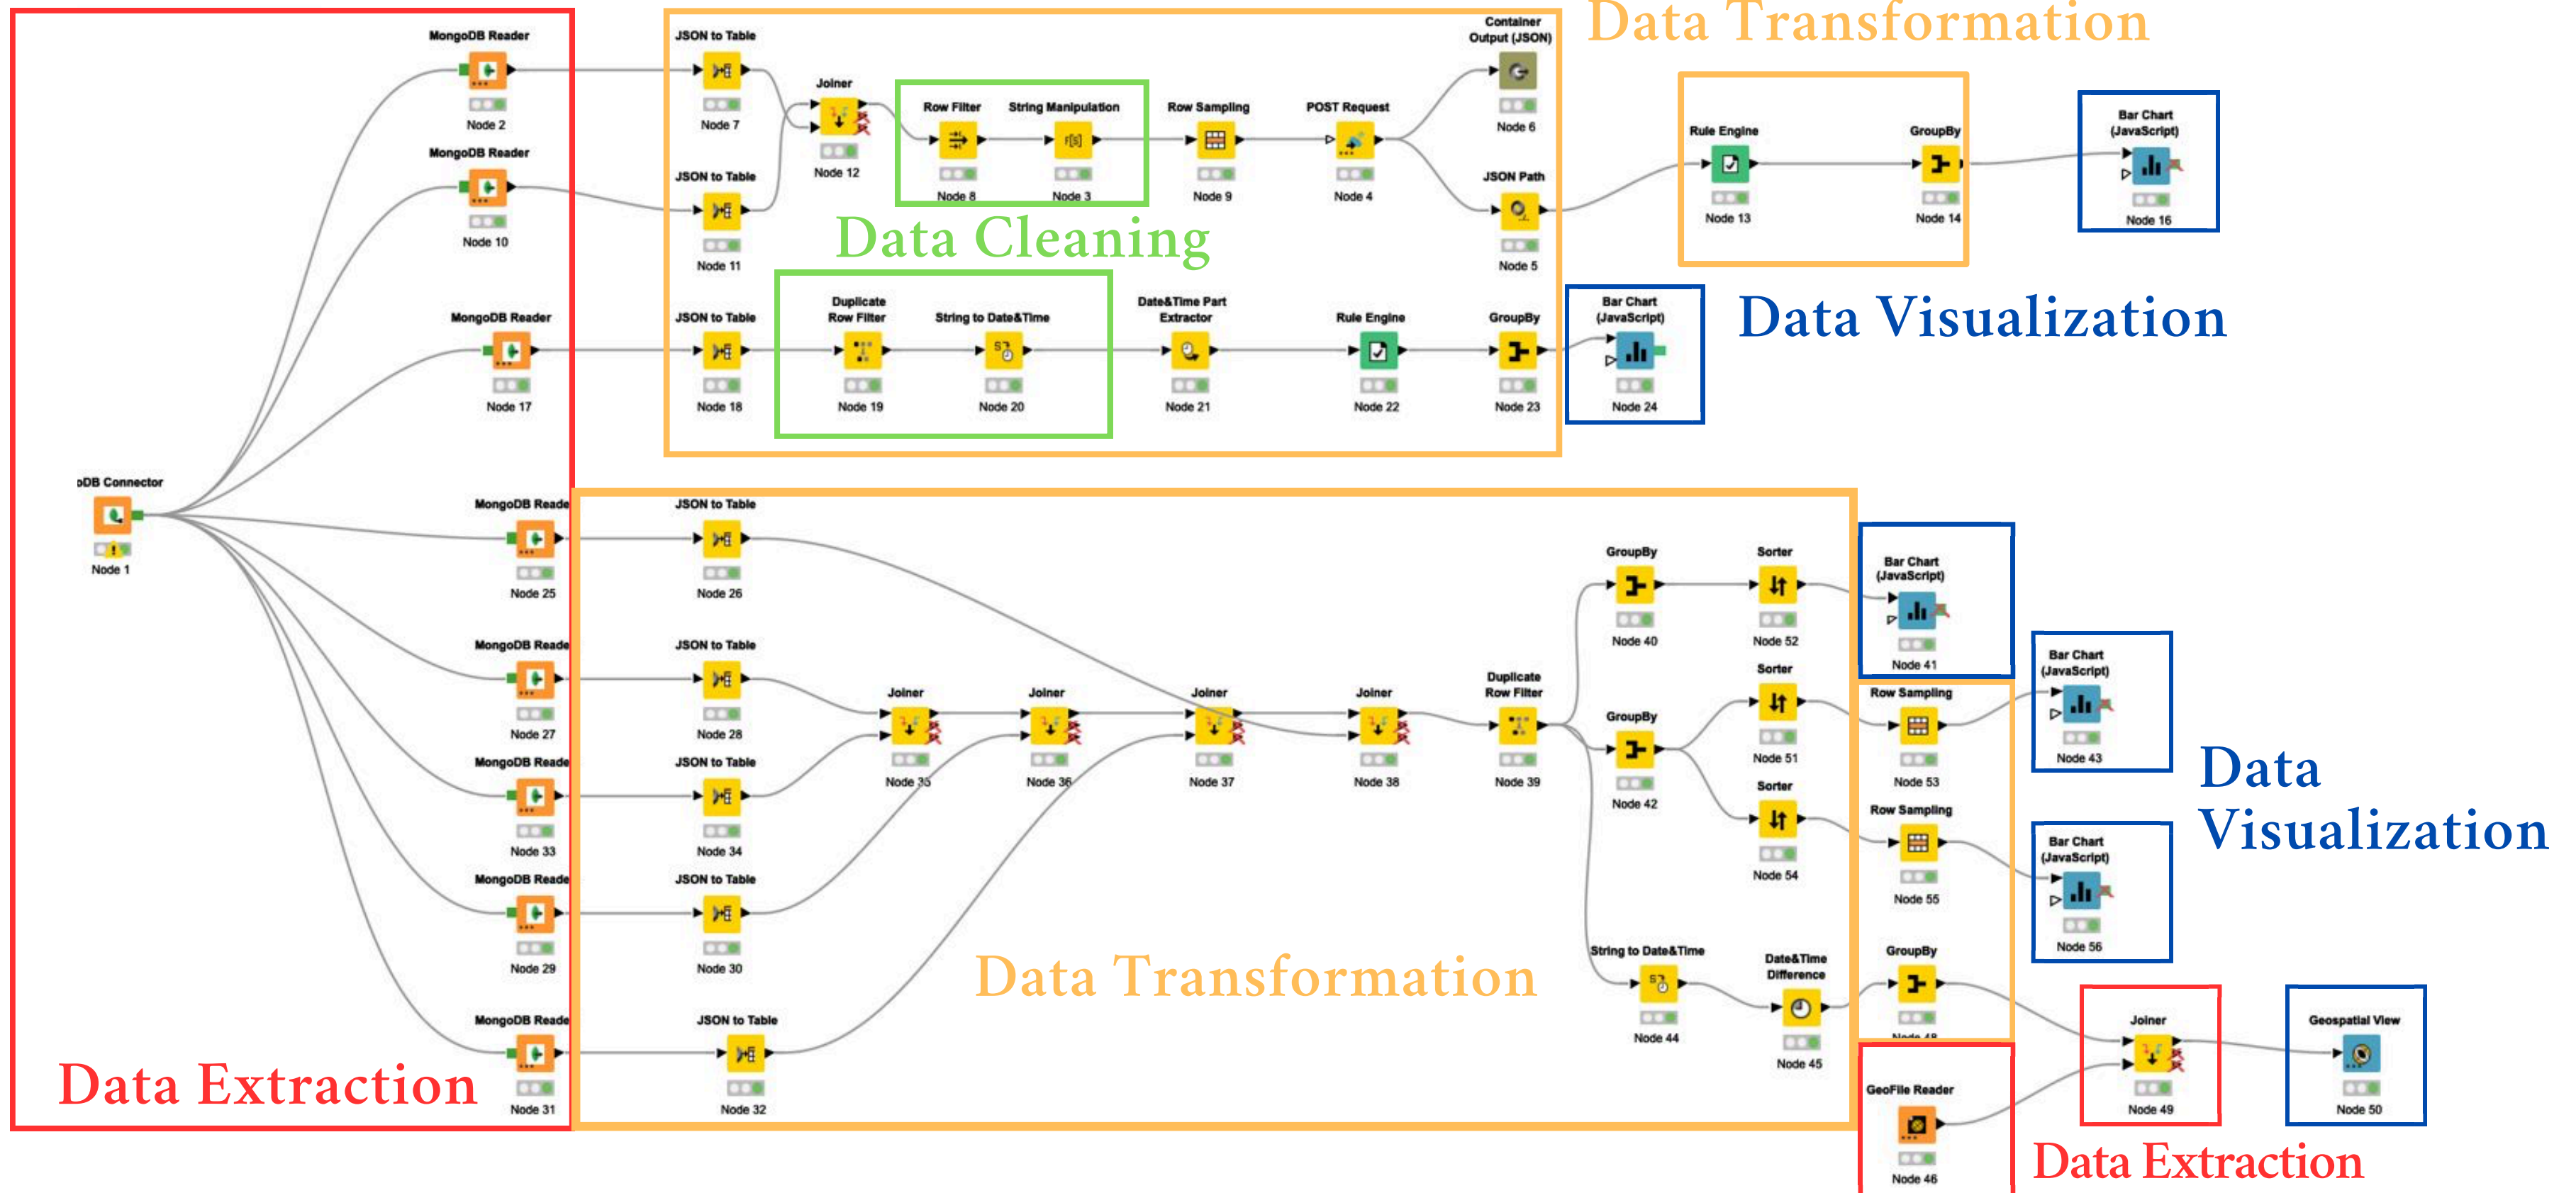 Data Transformation
MongoDB Reader
Node 2
MongoDB Reader
Node 10
MongoDB Reader
Node 17
oDB Connector
Node 1
MongoDB Reade
Node 25
MongoDB Reade
Node 27
MongoDB Reade
Node 33
MongoDB Reade
Node 29
MongoDB Reade
Node 31
Data Extraction
JSON to Table
Node 7
JSON to Table
Node 11
Joiner
Node 12
Row Filter
Node 8
String Manipulation
F[S]
Node 3
Data Cleaning
Row Sampling
Node 9
POST Request
Node 4
Container
Output (JSON)
Node 6
JSON Path
Node 5
Rule Engine
Node 13
GroupBy
Node 14
Bar Chart
(JavaScript)
Node 16
JSON to Table
Node 18
Duplicate
Row Filter
Node 19
String to Date&Time
S
Node 20
Date&Time Part
Extractor
Node 21
Rule Engine
Node 22
GroupBy
Node 23
Bar Chart
(JavaScript)
Node 24
Data Visualization
JSON to Table
Node 26
JSON to Table
Node 28
JSON to Table
Node 34
JSON to Table
Node 30
JSON to Table
Node 32
Joiner
Node 35
Joiner
Node 36
Joiner
Node 37
Joiner
Node 38
Duplicate
Row Filter
Node 39
GroupBy
Node 40
Sorter
Node 52
Bar Chart
(JavaScript)
Node 41
GroupBy
Node 42
Sorter
Node 51
Row Sampling
Node 53
Bar Chart
(JavaScript)
Node 43
Sorter
Node 54
Row Sampling
Node 55
Bar Chart
(JavaScript)
Node 56
Data
Visualization
Data Transformation
String to Date&Time
S
Node 44
Date&Time
Difference
Node 45
GroupBy
Node 48
GeoFile Reader
Node 46
Joiner
Node 49
Geospatial View
Node 50
Data Extraction